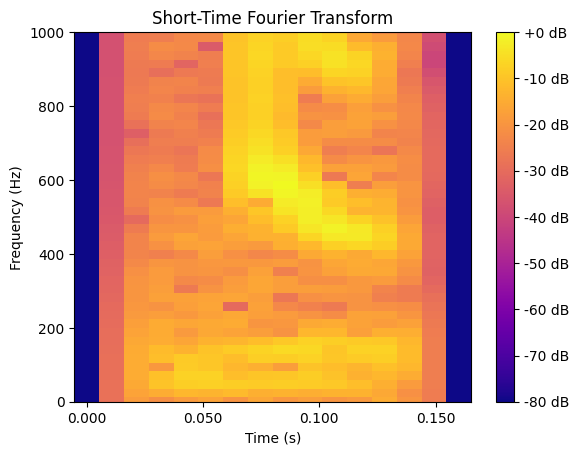 Short-Time Fourier Transform
1000
800
600
400
200
0
Frequency (Hz)
0.000
0.050
0.100
0.150
Time (s)
+0 dB
-10 dB
-20 dB
-30 dB
-40 dB
-50 dB
-60 dB
-70 dB
-80 dB